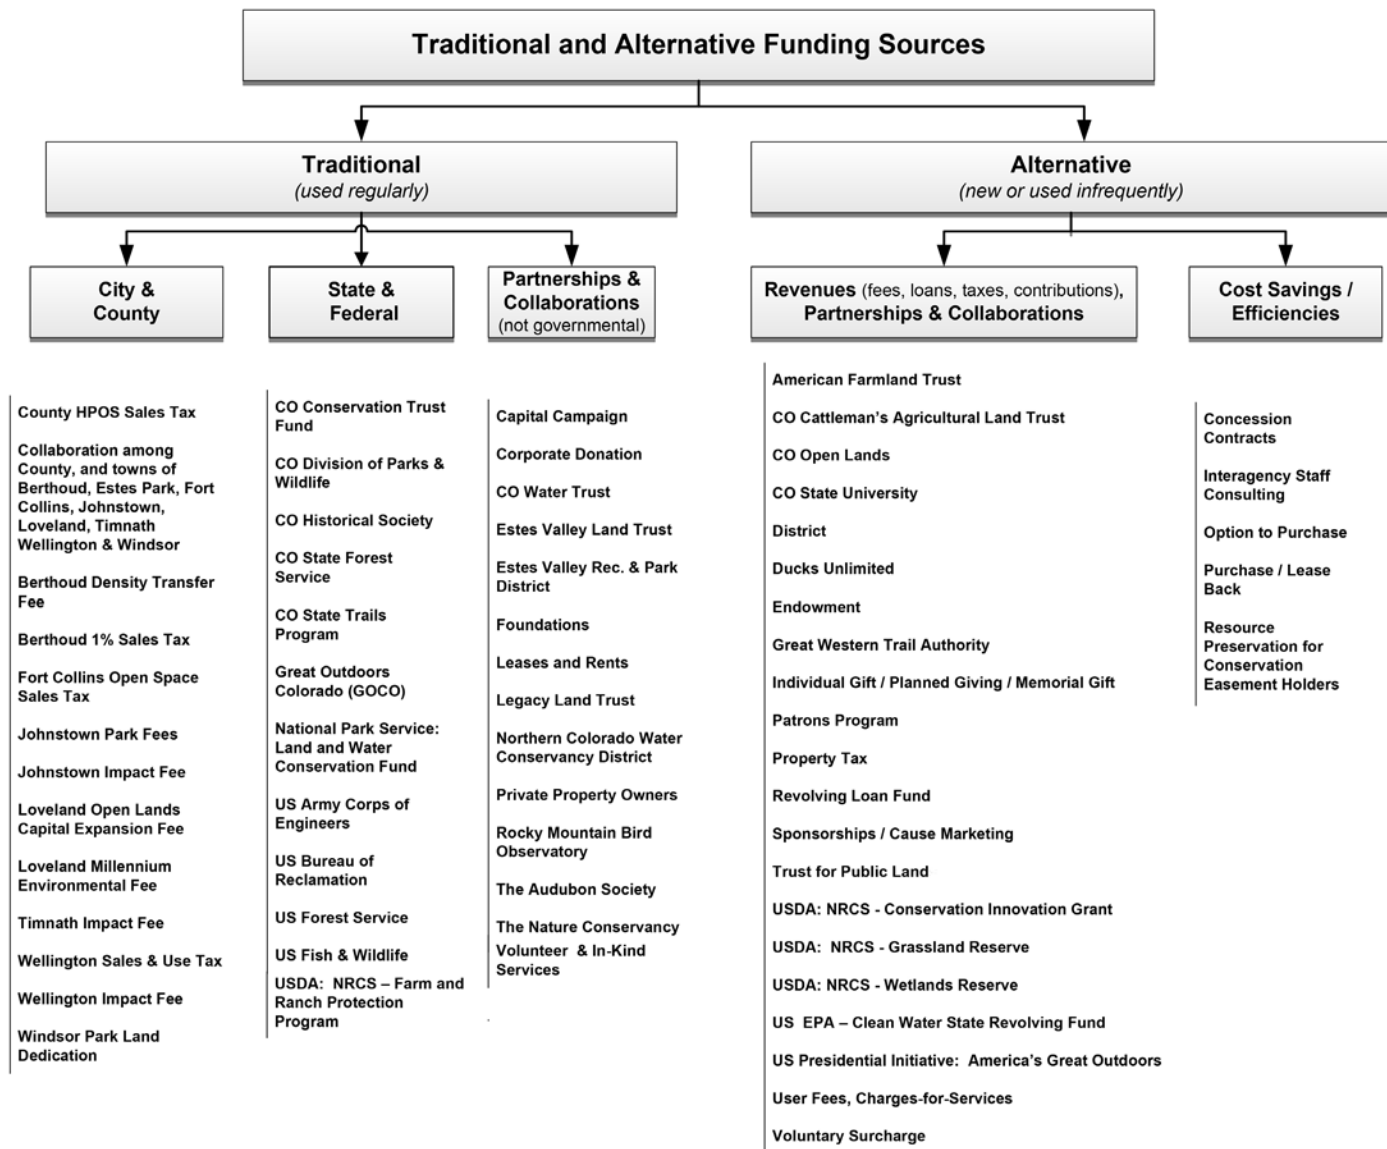 Traditional and Alternative Funding Sources
Traditional
(used regularly)
Alternative
(new or used infrequently)
City &
County
State &
Federal
Partnerships &
Collaborations
(not governmental)
Revenues (fees, loans, taxes, contributions),
Partnerships & Collaborations
Cost Savings /
Efficiencies
County HPOS Sales Tax
Collaboration among
County, and towns of
Berthoud, Estes Park, Fort
Collins, Johnstown,
Loveland, Timnath
Wellington & Windsor
Berthoud Density Transfer
Fee
Berthoud 1% Sales Tax
Fort Collins Open Space
Sales Tax
Johnstown Park Fees
Johnstown Impact Fee
Loveland Open Lands
Capital Expansion Fee
Loveland Millennium
Environmental Fee
Timnath Impact Fee
Wellington Sales & Use Tax
Wellington Impact Fee
Windsor Park Land
Dedication
CO Conservation Trust
Fund
CO Division of Parks &
Wildlife
CO Historical Society
CO State Forest
Service
CO State Trails
Program
Great Outdoors
Colorado (GOCO)
National Park Service:
Land and Water
Conservation Fund
US Army Corps of
Engineers
US Bureau of
Reclamation
US Forest Service
US Fish & Wildlife
USDA: NRCS – Farm and
Ranch Protection
Program
Capital Campaign
Corporate Donation
CO Water Trust
Estes Valley Land Trust
Estes Valley Rec. & Park
District
Foundations
Leases and Rents
Legacy Land Trust
Northern Colorado Water
Conservancy District
Private Property Owners
Rocky Mountain Bird
Observatory
The Audubon Society
The Nature Conservancy
Volunteer & In-Kind
Services
American Farmland Trust
CO Cattleman's Agricultural Land Trust
CO Open Lands
CO State University
District
Ducks Unlimited
Endowment
Great Western Trail Authority
Individual Gift / Planned Giving / Memorial Gift
Patrons Program
Property Tax
Revolving Loan Fund
Sponsorships / Cause Marketing
Trust for Public Land
USDA: NRCS - Conservation Innovation Grant
USDA: NRCS - Grassland Reserve
USDA: NRCS - Wetlands Reserve
US EPA – Clean Water State Revolving Fund
US Presidential Initiative: America's Great Outdoors
User Fees, Charges-for-Services
Voluntary Surcharge
Concession
Contracts
Interagency Staff
Consulting
Option to Purchase
Purchase / Lease
Back
Resource
Preservation for
Conservation
Easement Holders